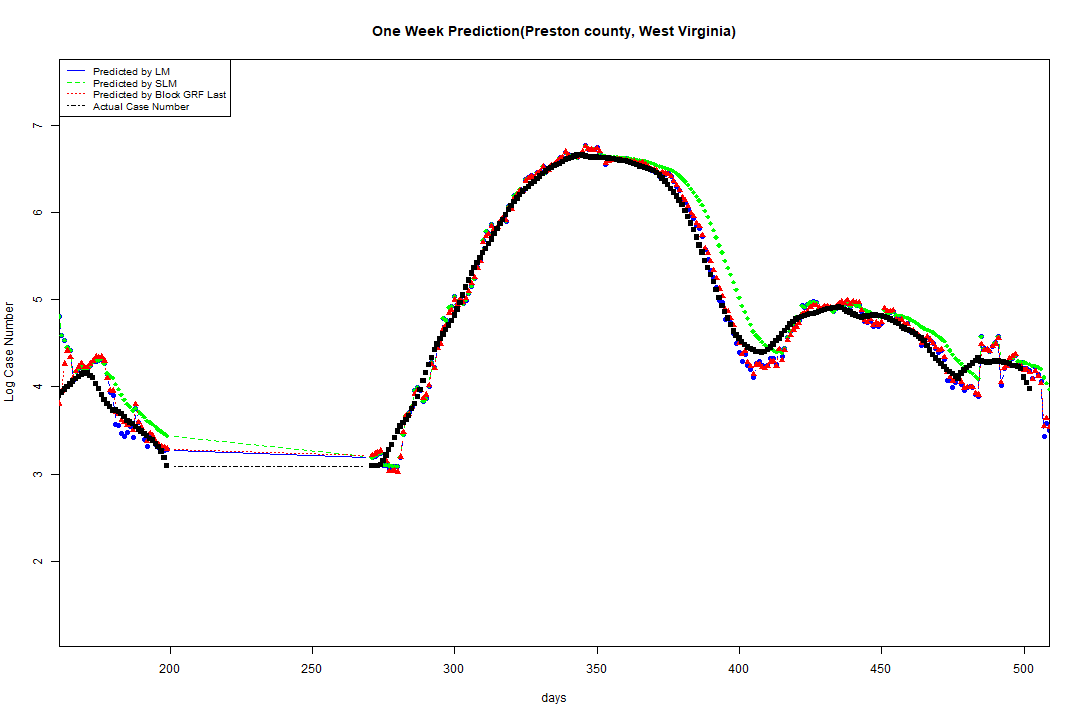 One Week Prediction(Preston county, West Virginia)
Predicted by LM
Predicted by SLM
Predicted by Block GRF Last
Actual Case Number
7
6
5
4
3
2
Log Case Number
200 250 300 350 400 450 500
days